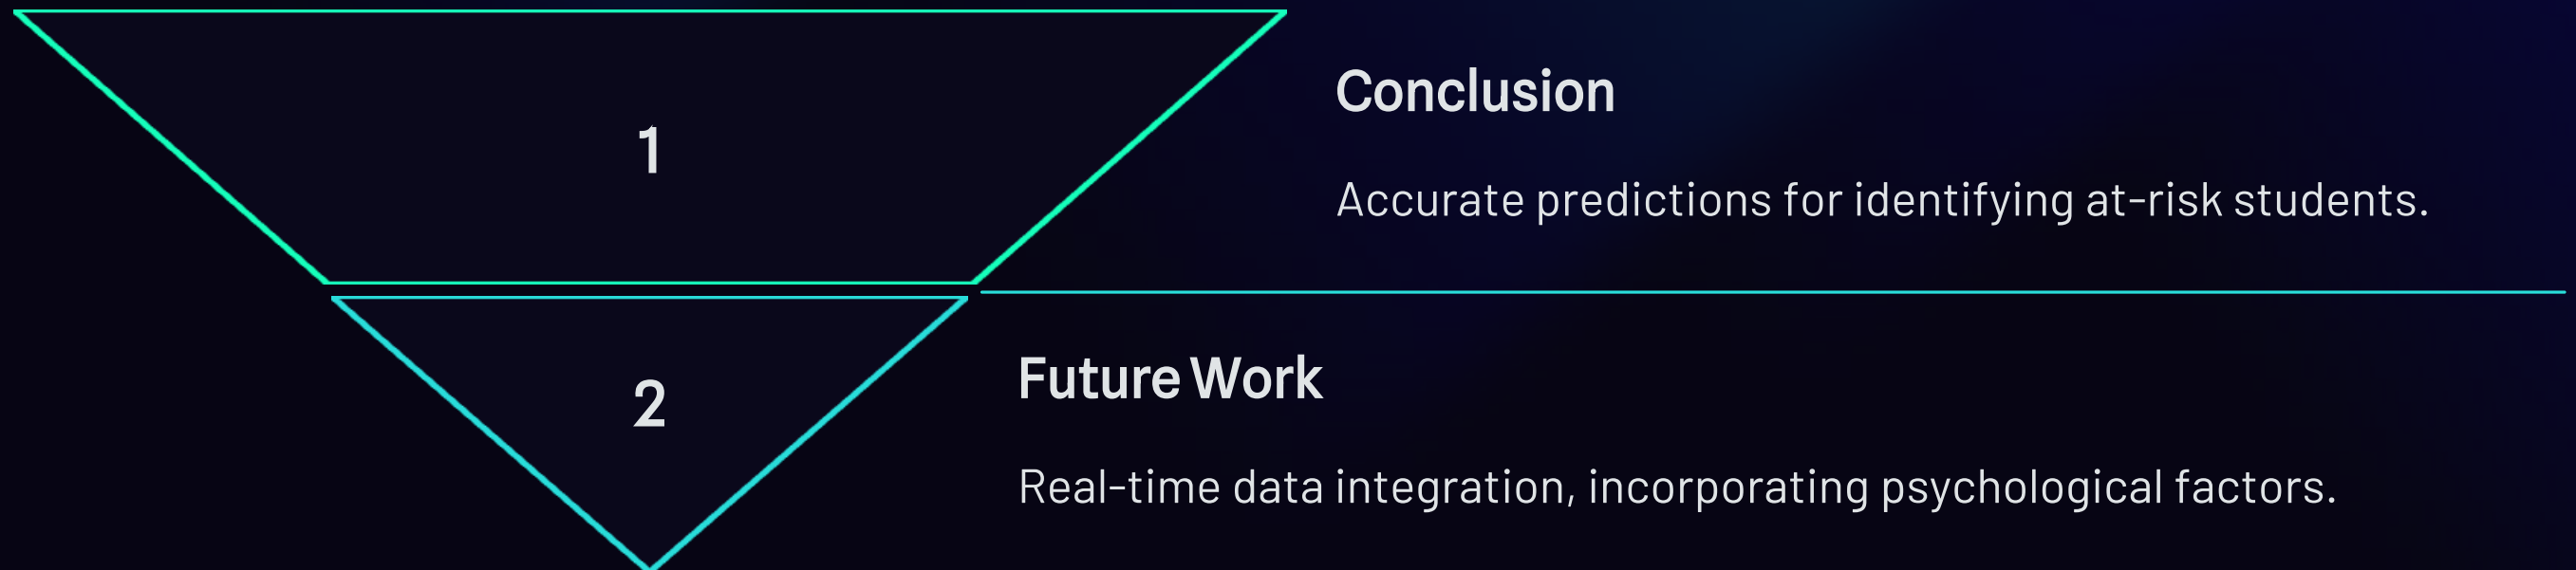 1
Conclusion
Accurate predictions for identifying at-risk students.
2
Future Work
Real-time data integration, incorporating psychological factors.